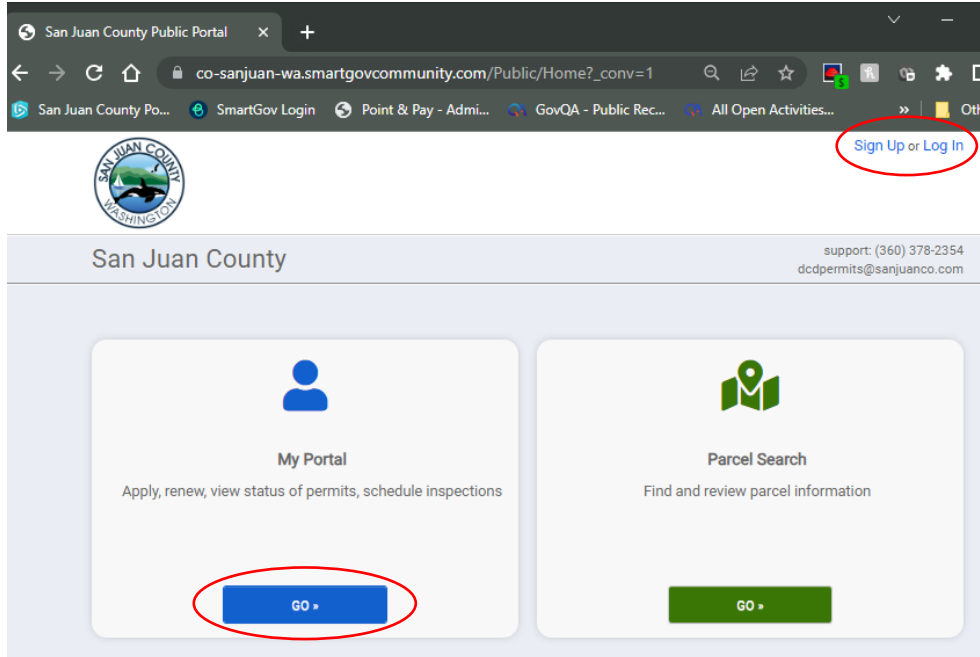 San Juan County Public Portal
co-sanjuan-wa.smartgovcommunity.com/Public/Home?_conv=1
San Juan County Po... SmartGov Login Point & Pay - Admi... GovQA - Public Rec... All Open Activities... » Oth
Sign Up or Log In
SAN JUAN COUNTY
WASHINGTON
San Juan County
support: (360) 378-2354
dcdpermits@sanjuanco.com
My Portal
Apply, renew, view status of permits, schedule inspections
GO »
Parcel Search
Find and review parcel information
GO »